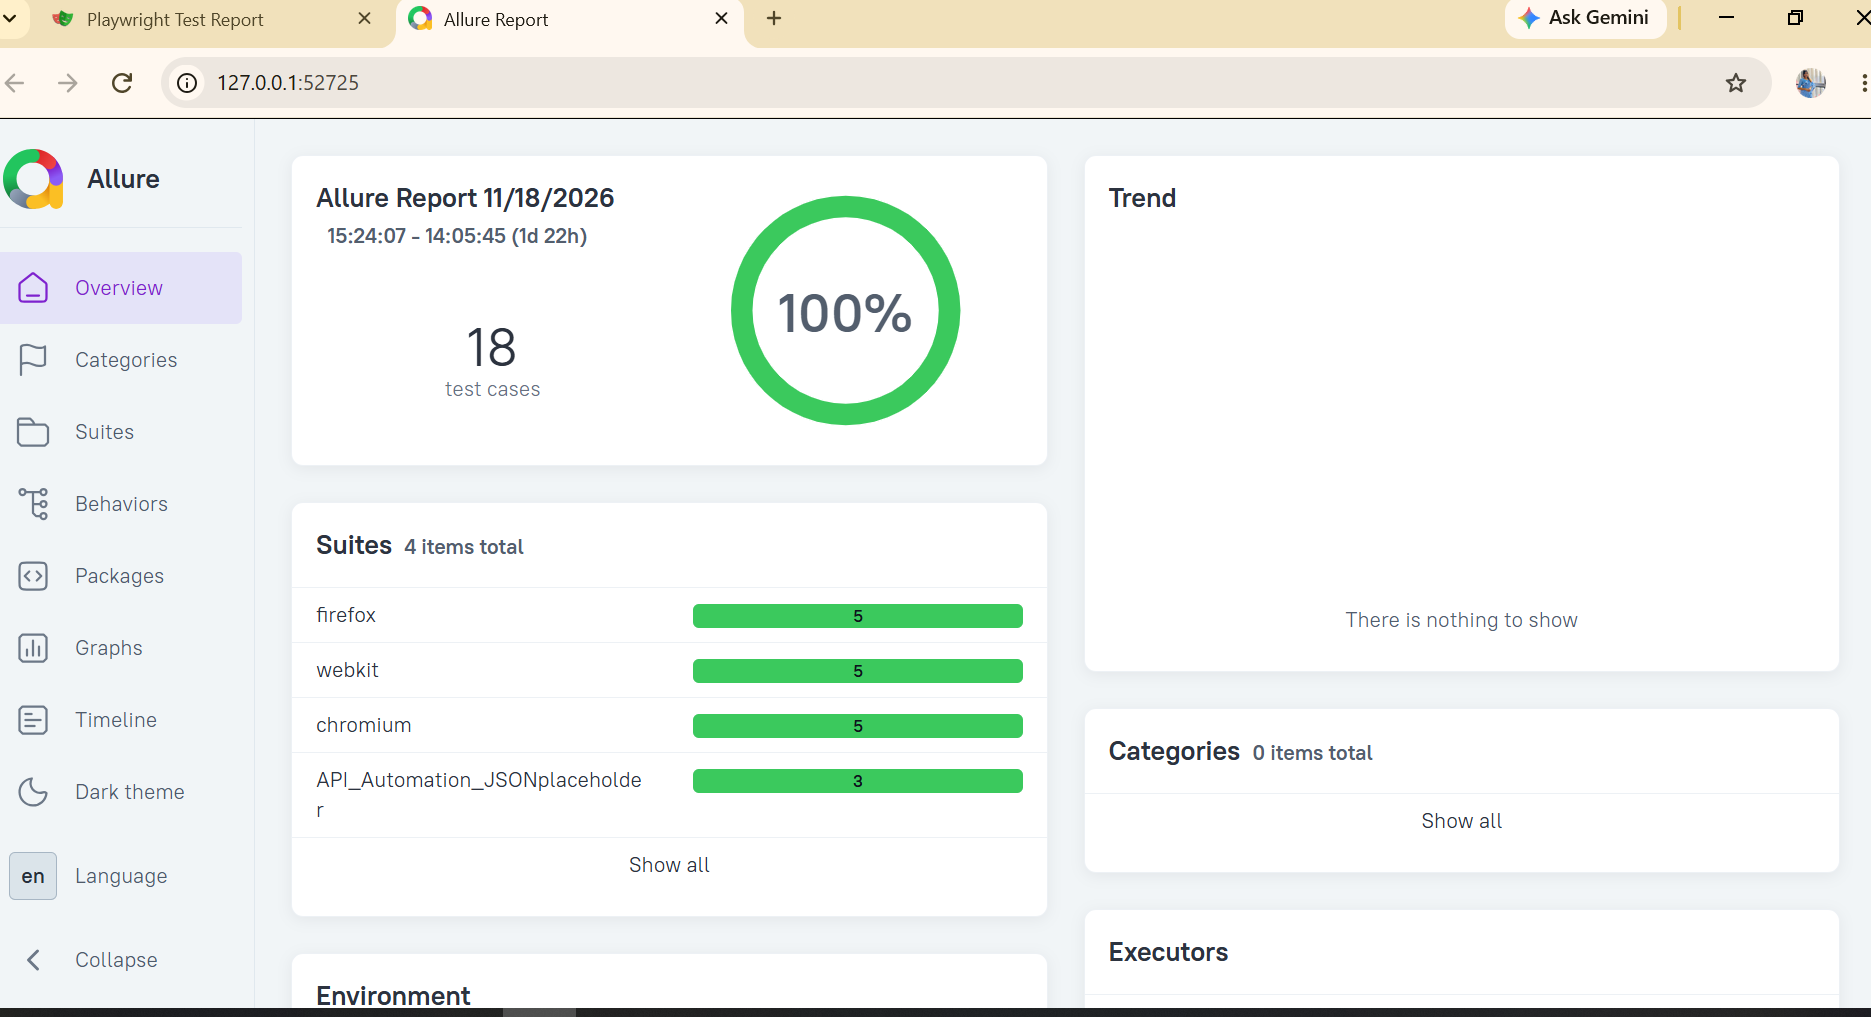 Playwright Test Report
Allure Report
Ask Gemini
127.0.0.1:52725
Allure
Overview
Categories
Suites
Behaviors
Packages
Graphs
Timeline
Dark theme
en Language
Collapse
Allure Report 11/18/2026
15:24:07 - 14:05:45 (1d 22h)
18
test cases
100%
Suites 4 items total
firefox 5
webkit 5
chromium 5
API_Automation_JSONplaceholde 3
r
Show all
Environment
Trend
There is nothing to show
Categories 0 items total
Show all
Executors